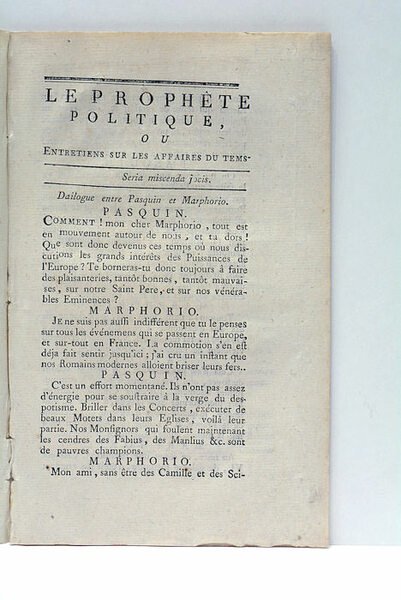 LE PROPHÈTE
POLITIQUE,
OU
ENTRETIENS SUR LES AFFAIRES DU TEMS.
Seria miscenda jocis.
Dailogue entre Pasquin et Marphorio.
PASQUIN.
COMMENT ! mon cher Marphorio, tout est
en mouvement autour de nous, et tu dors !
Que sont donc devenus ces temps où nous dis-
cutions les grands intérêts des Puissances de
l'Europe ? Te borneras-tu donc toujours à faire
des plaisanteries, tantôt bonnes, tantôt mauvai-
ses, sur notre Saint Pere, et sur nos vénéra-
bles Eminences ?
MARPHORIO.
Je ne suis pas aussi indifférent que tu le penses
sur tous les événemens qui se passent en Europe,
et sur-tout en France. La commotion s'en est
déja fait sentir jusqu'ici ; j'ai cru un instant que
nos Romains modernes alloient briser leurs fers..
PASQUIN.
C'est un effort momentané. Ils n'ont pas assez
d'énergie pour se soustraire à la verge du des-
potisme. Briller dans les Concerts, exécuter de
beaux Motets dans leurs Eglises, voilà leur
partie. Nos Monsignors qui foulent maintenant
les cendres des Fabius, des Manlius &c. sont
de pauvres champions.
MARPHORIO.
Mon ami, sans être des Camille et des Sci-